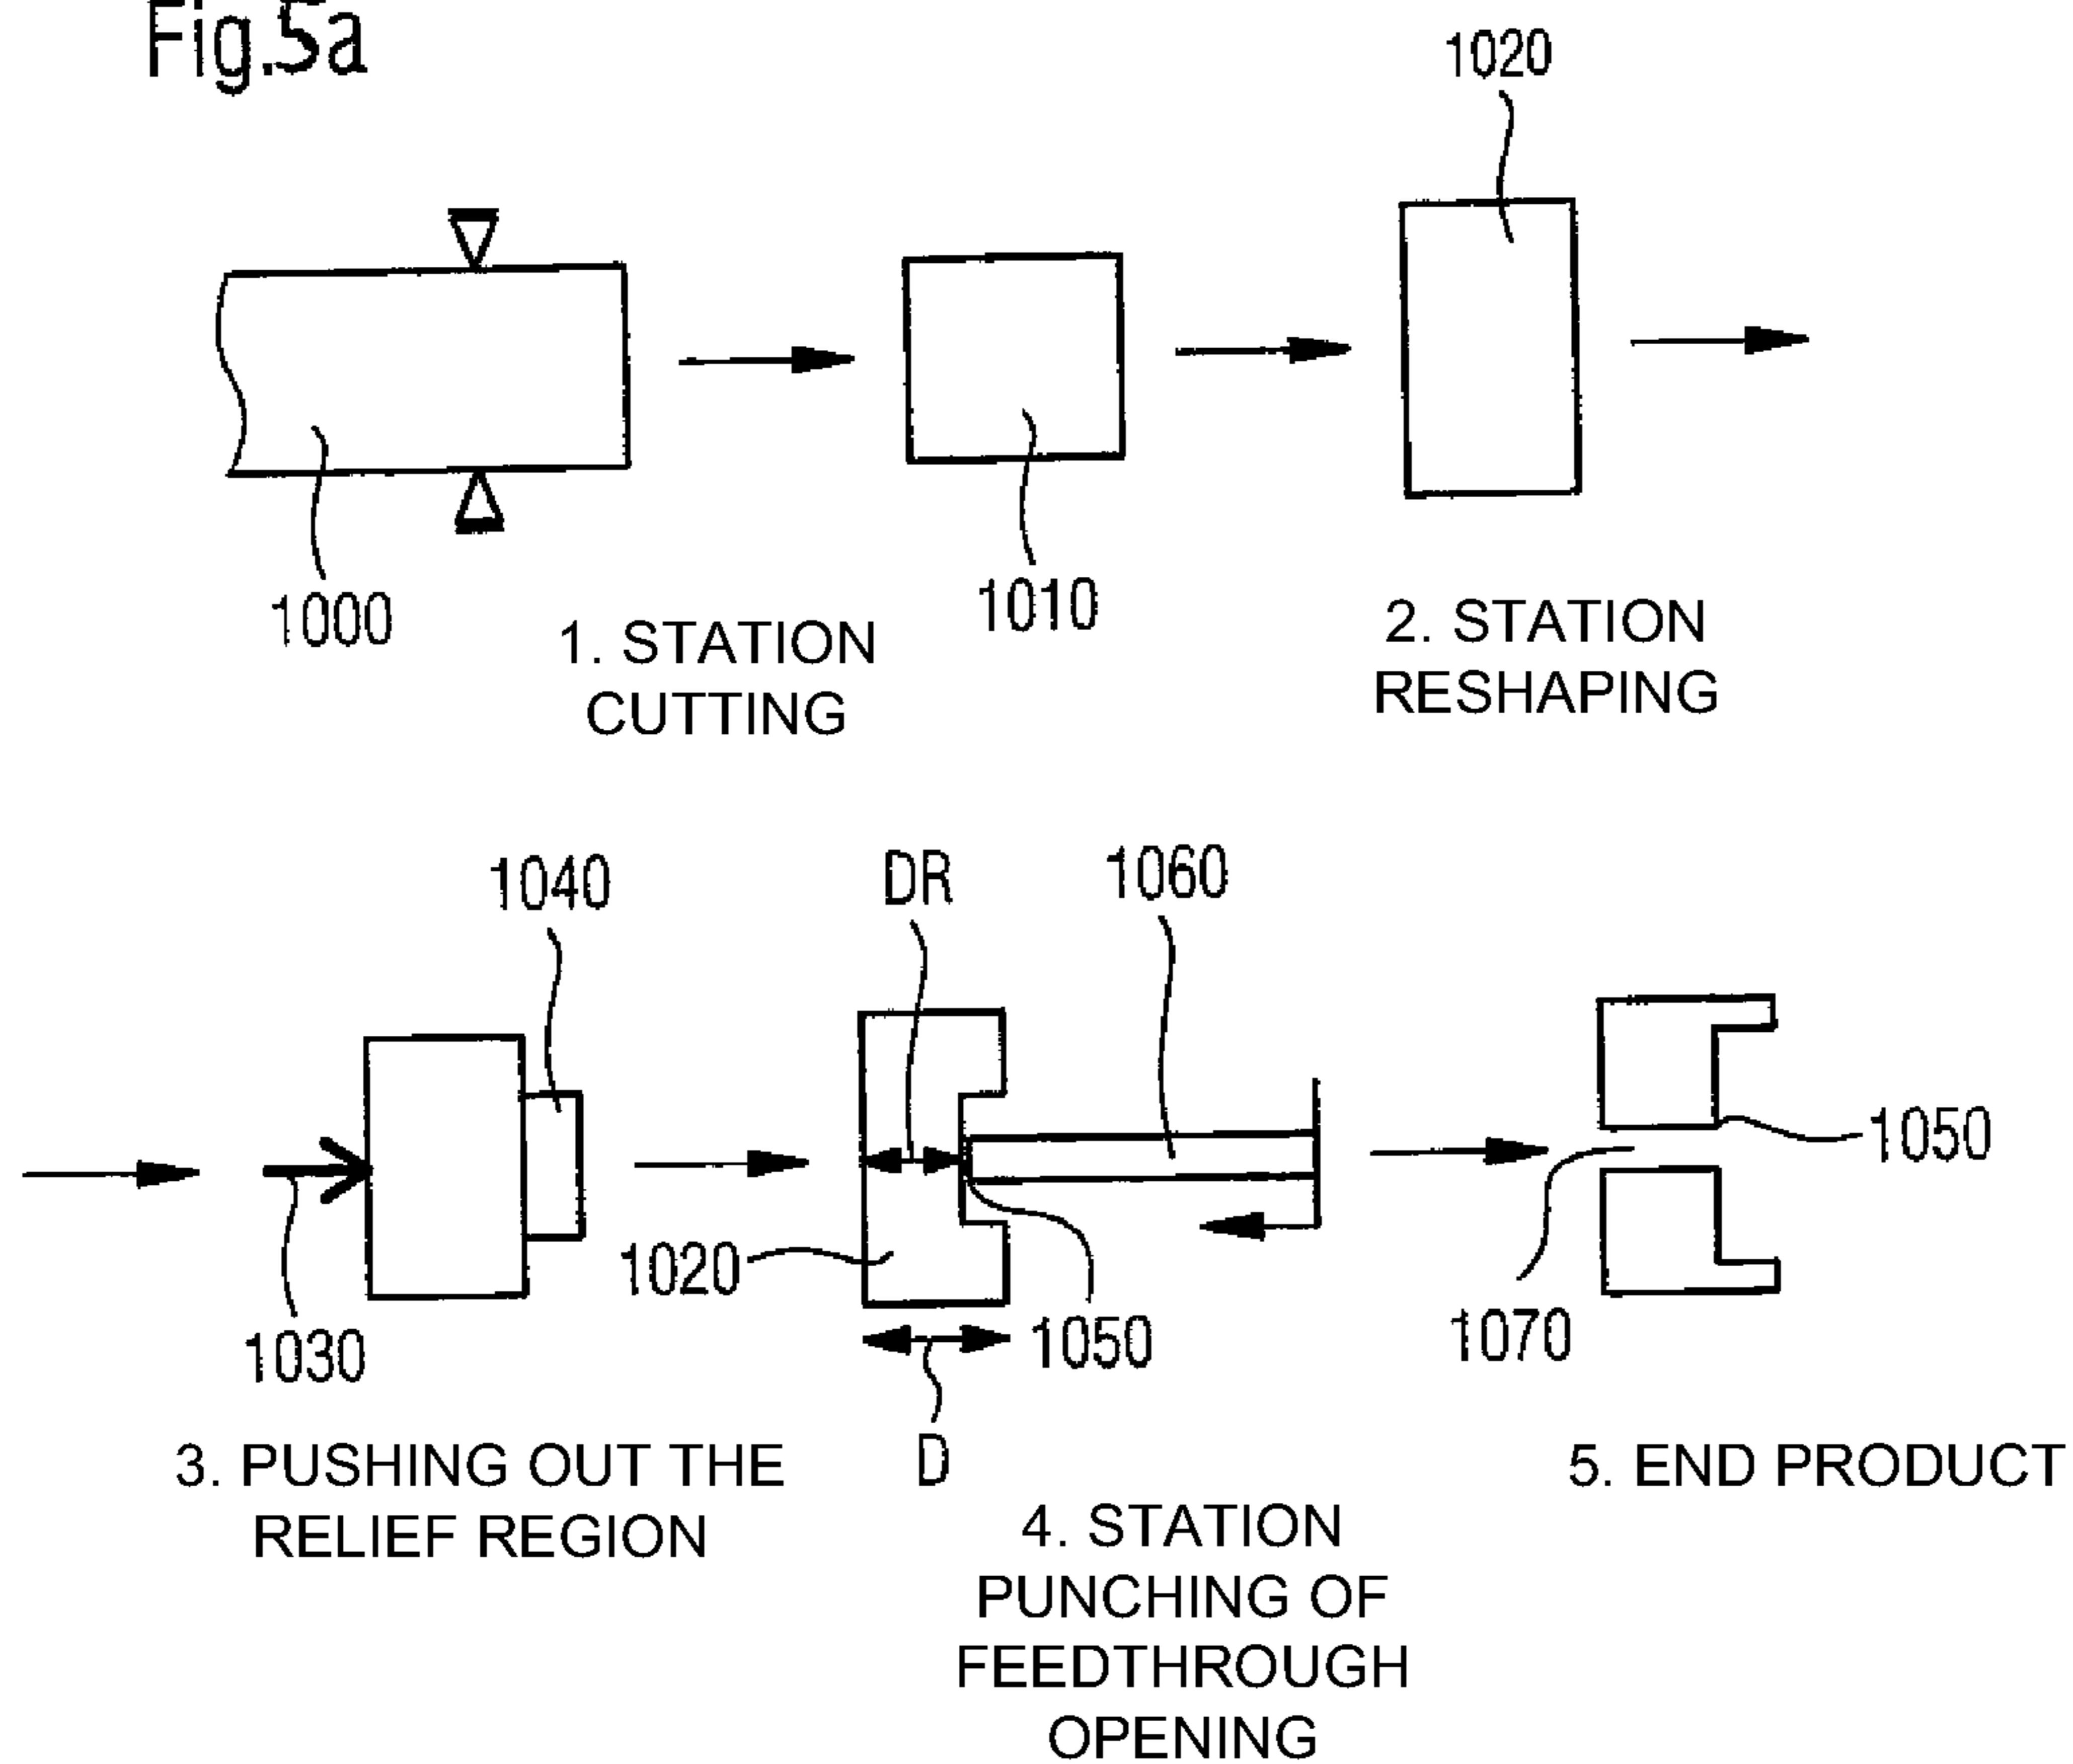 Fig.5a
1020
1000
1010
1. STATION
CUTTING
2. STATION
RESHAPING
1040
DR
1060
1050
1020
1030
1050
1070
D
3. PUSHING OUT THE
RELIEF REGION
4. STATION
PUNCHING OF
FEEDTHROUGH
OPENING
5. END PRODUCT